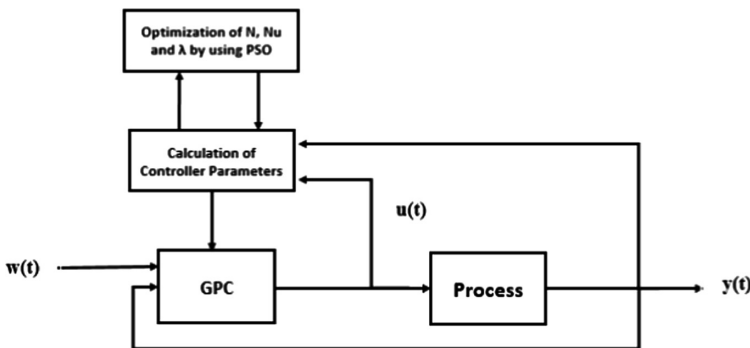 Optimization of N, Nu
and λ by using PSO
Calculation of
Controller Parameters
u(t)
w(t)
GPC
Process
y(t)